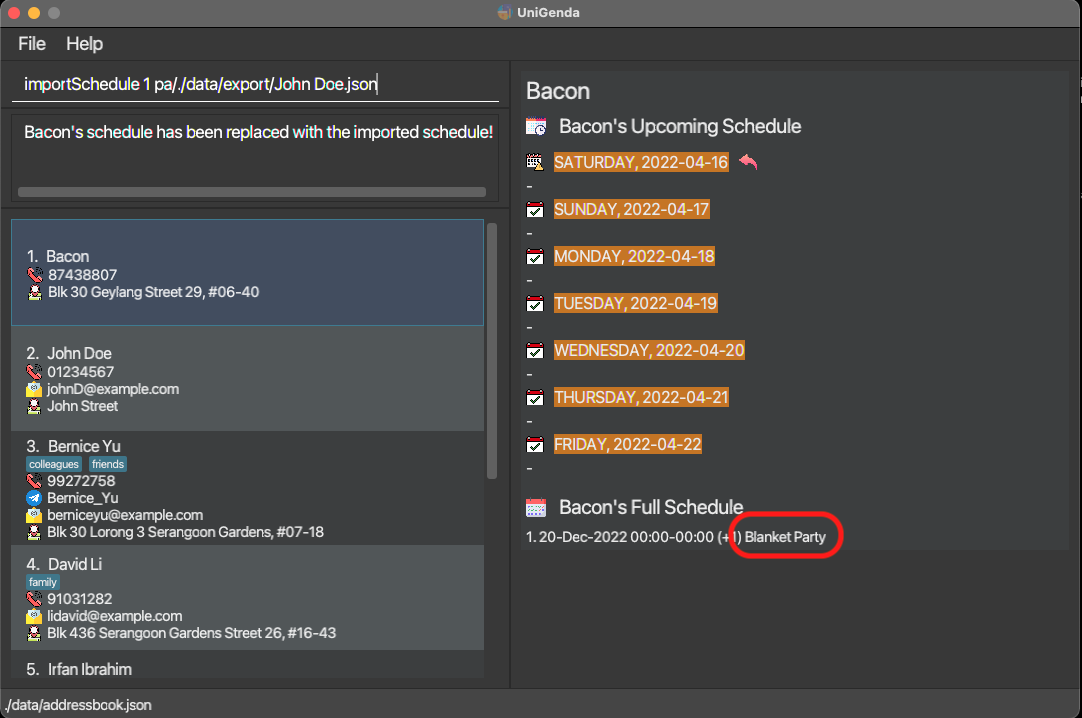 UniGenda
File Help
importSchedule 1 pa/./data/export/John Doe.json
Bacon's schedule has been replaced with the imported schedule!
1. Bacon
87438807
Blk 30 Geylang Street 29, #06-40
2. John Doe
01234567
johnD@example.com
John Street
3. Bernice Yu
colleagues friends
99272758
Bernice_Yu
berniceyu@example.com
Blk 30 Lorong 3 Serangoon Gardens, #07-18
4. David Li
family
91031282
lidavid@example.com
Blk 436 Serangoon Gardens Street 26, #16-43
5. Irfan Ibrahim
Bacon
Bacon's Upcoming Schedule
SATURDAY, 2022-04-16
-
SUNDAY, 2022-04-17
-
MONDAY, 2022-04-18
-
TUESDAY, 2022-04-19
-
WEDNESDAY, 2022-04-20
-
THURSDAY, 2022-04-21
-
FRIDAY, 2022-04-22
-
Bacon's Full Schedule
1. 20-Dec-2022 00:00-00:00 (+1) Blanket Party
./data/addressbook.json